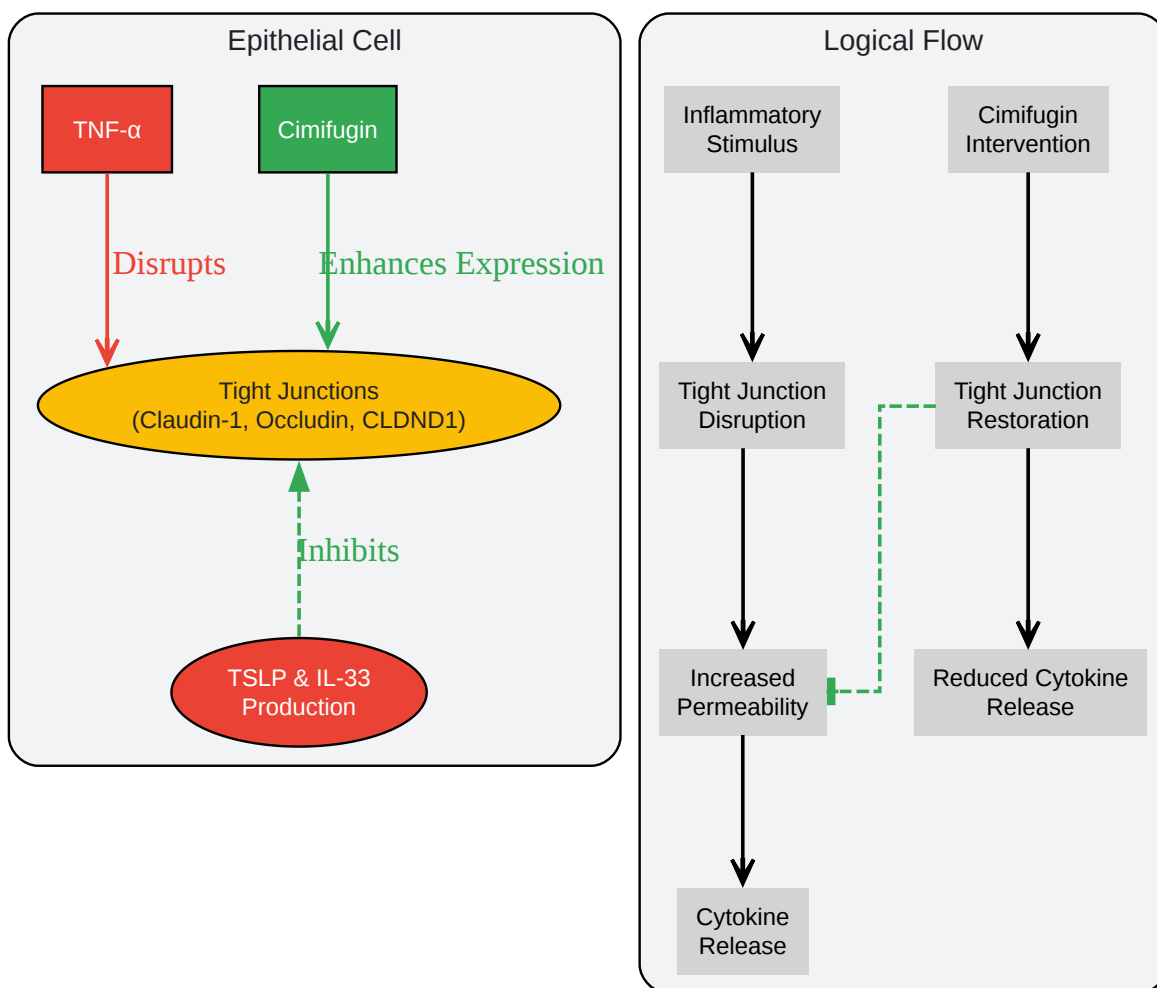 Epithelial Cell
TNF-α
Cimifugin
Disrupts
Enhances Expression
Tight Junctions
(Claudin-1, Occludin, CLDND1)
Inhibits
TSLP & IL-33
Production
Logical Flow
Inflammatory
Stimulus
Cimifugin
Intervention
Tight Junction
Disruption
Tight Junction
Restoration
Increased
Permeability
Reduced Cytokine
Release
Cytokine
Release